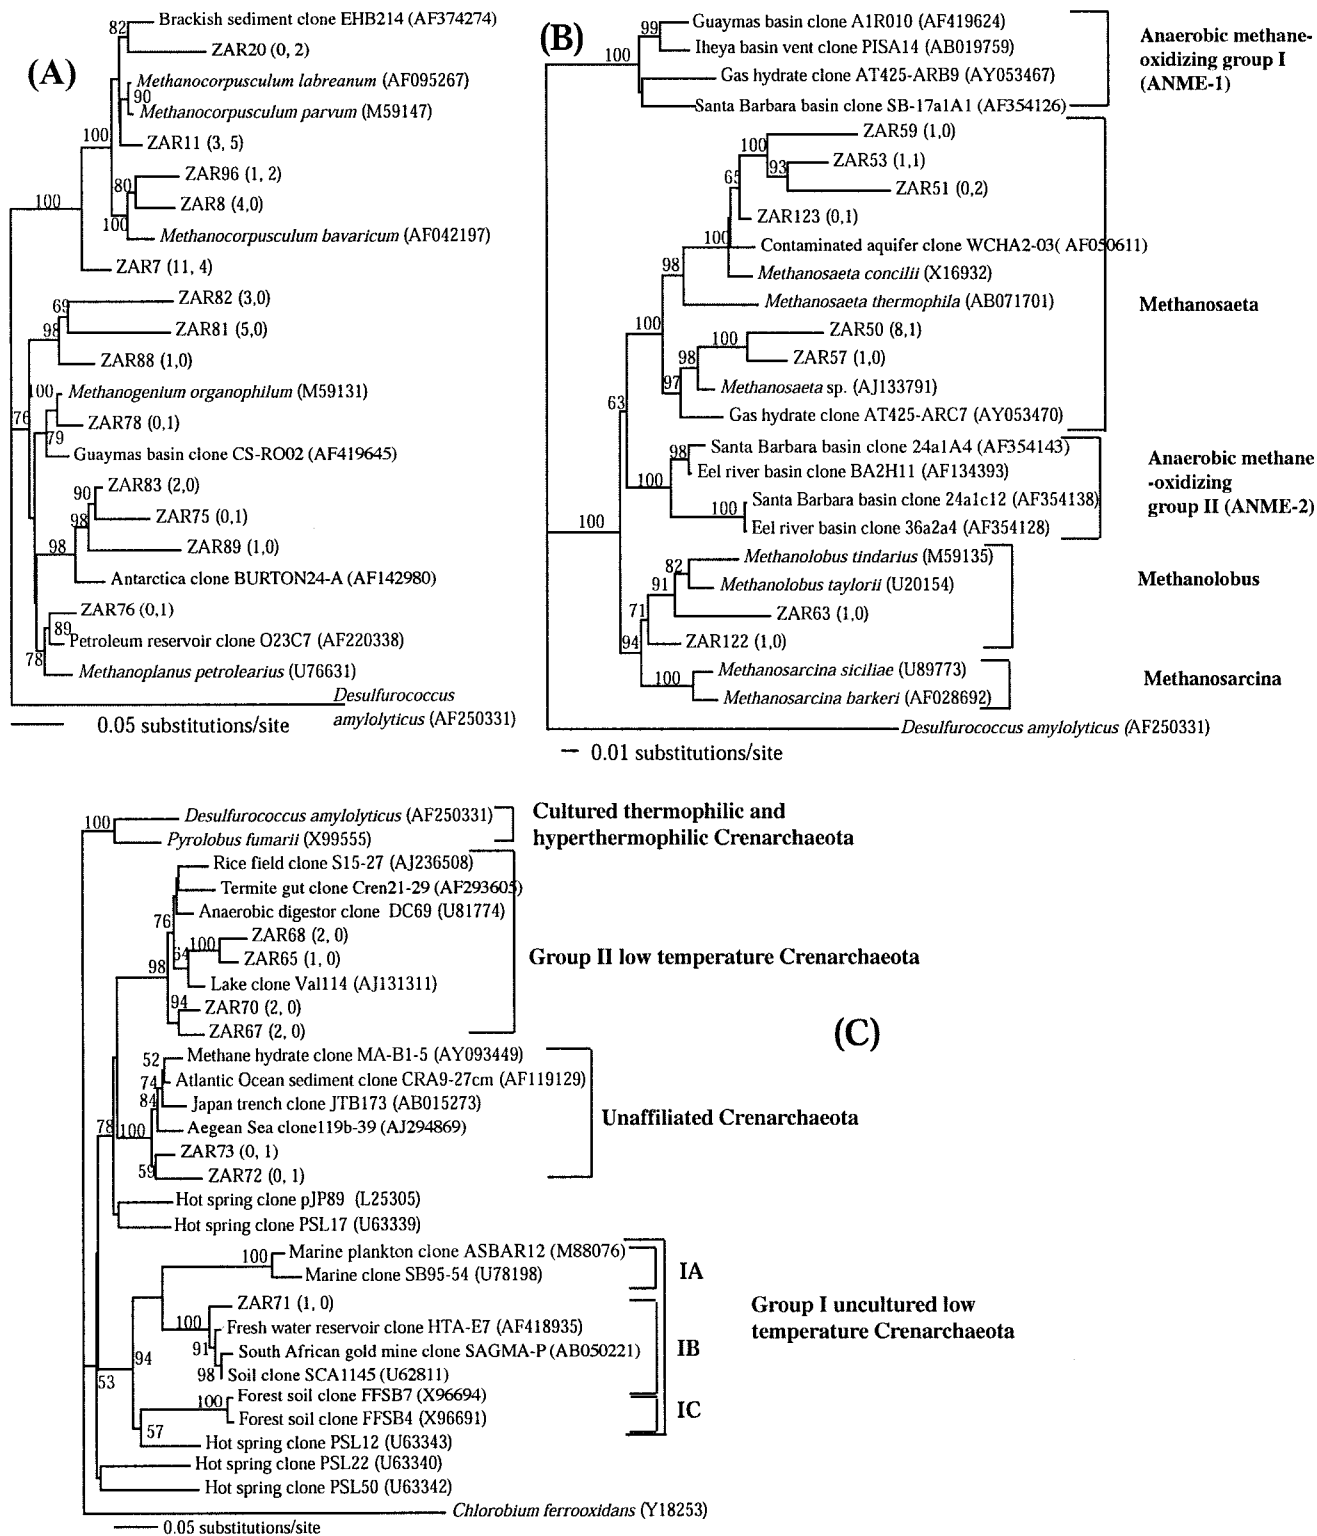 (A)
82
Brackish sediment clone EHB214 (AF374274)
ZAR20 (0, 2)
Methanocorpusculum labreanum (AF095267)
90
Methanocorpusculum parvum (M59147)
100
ZAR11 (3, 5)
ZAR96 (1, 2)
80
ZAR8 (4,0)
100
100
Methanocorpusculum bavaricum (AF042197)
ZAR7 (11, 4)
ZAR82 (3,0)
69
ZAR81 (5,0)
98
ZAR88 (1,0)
100
Methanogenium organophilum (M59131)
76
ZAR78 (0,1)
79
Guaymas basin clone CS-RO02 (AF419645)
ZAR83 (2,0)
90
ZAR75 (0,1)
98
98
ZAR89 (1,0)
Antarctica clone BURTON24-A (AF142980)
ZAR76 (0,1)
89
Petroleum reservoir clone O23C7 (AF220338)
78
Methanoplanus petrolearius (U76631)
Desulfurococcus
amylolyticus (AF250331)
0.05 substitutions/site
(B)
99
Guaymas basin clone A1R010 (AF419624)
Iheya basin vent clone PISA14 (AB019759)
100
Gas hydrate clone AT425-ARB9 (AY053467)
Santa Barbara basin clone SB-17a1A1 (AF354126)
Anaerobic methane-
oxidizing group I
(ANME-1)
ZAR59 (1,0)
100
ZAR53 (1,1)
93
65
ZAR51 (0,2)
ZAR123 (0,1)
100
Contaminated aquifer clone WCHA2-03( AF050611)
98
Methanosaeta concilii (X16932)
Methanosaeta thermophila (AB071701)
Methanosaeta
100
ZAR50 (8,1)
100
98
ZAR57 (1,0)
97
Methanosaeta sp. (AJ133791)
63
Gas hydrate clone AT425-ARC7 (AY053470)
Santa Barbara basin clone 24a1A4 (AF354143)
98
Eel river basin clone BA2H11 (AF134393)
100
Santa Barbara basin clone 24a1c12 (AF354138)
100
Eel river basin clone 36a2a4 (AF354128)
Anaerobic methane
-oxidizing
group II (ANME-2)
100
Methanolobus tindarius (M59135)
82
91
Methanolobus taylorii (U20154)
Methanolobus
71
ZAR63 (1,0)
94
ZAR122 (1,0)
Methanosarcina siciliae (U89773)
100
Methanosarcina
Methanosarcina barkeri (AF028692)
Desulfurococcus amylolyticus (AF250331)
0.01 substitutions/site
(C)
100
Desulfurococcus amylolyticus (AF250331)
Pyrolobus fumarii (X99555)
Cultured thermophilic and
hyperthermophilic Crenarchaeota
Rice field clone S15-27 (AJ236508)
Termite gut clone Cren21-29 (AF293605)
Anaerobic digestor clone DC69 (U81774)
76
ZAR68 (2, 0)
100
64
ZAR65 (1, 0)
Group II low temperature Crenarchaeota
98
Lake clone Val114 (AJ131311)
94
ZAR70 (2, 0)
ZAR67 (2, 0)
52
Methane hydrate clone MA-B1-5 (AY093449)
74
Atlantic Ocean sediment clone CRA9-27cm (AF119129)
84
Japan trench clone JTB173 (AB015273)
Unaffiliated Crenarchaeota
78
100
Aegean Sea clone119b-39 (AJ294869)
ZAR73 (0, 1)
59
ZAR72 (0, 1)
Hot spring clone pJP89 (L25305)
Hot spring clone PSL17 (U63339)
100
Marine plankton clone ASBAR12 (M88076)
Marine clone SB95-54 (U78198)
IA
ZAR71 (1, 0)
100
Fresh water reservoir clone HTA-E7 (AF418935)
91
South African gold mine clone SAGMA-P (AB050221)
IB
98
Soil clone SCA1145 (U62811)
Group I uncultured low
temperature Crenarchaeota
94
53
100
Forest soil clone FFSB7 (X96694)
Forest soil clone FFSB4 (X96691)
IC
57
Hot spring clone PSL12 (U63343)
Hot spring clone PSL22 (U63340)
Hot spring clone PSL50 (U63342)
Chlorobium ferrooxidans (Y18253)
0.05 substitutions/site